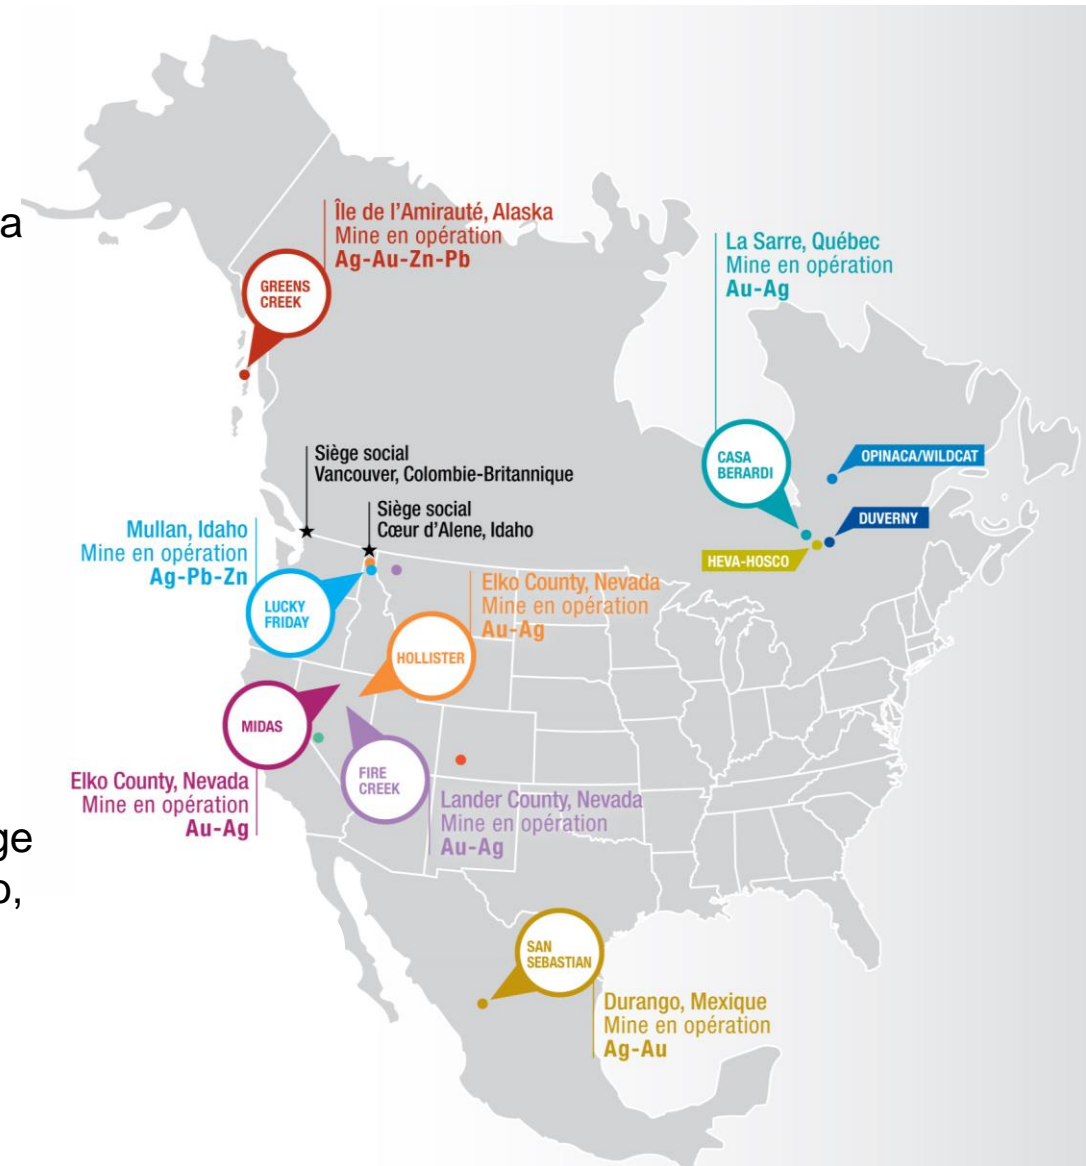 a
Île de l'Amirauté, Alaska
Mine en opération
Ag-Au-Zn-Pb
GREENS
CREEK
La Sarre, Québec
Mine en opération
Au-Ag
CASA
BERARDI
OPINACA/WILDCAT
DUVERNY
HEVA-HOSCO
Siège social
Vancouver, Colombie-Britannique
Siège social
Cœur d'Alene, Idaho
Mullan, Idaho
Mine en opération
Ag-Pb-Zn
LUCKY
FRIDAY
Elko County, Nevada
Mine en opération
Au-Ag
HOLLISTER
MIDAS
Elko County, Nevada
Mine en opération
Au-Ag
FIRE
CREEK
Lander County, Nevada
Mine en opération
Au-Ag
ge
o,
SAN
SEBASTIAN
Durango, Mexique
Mine en opération
Ag-Au